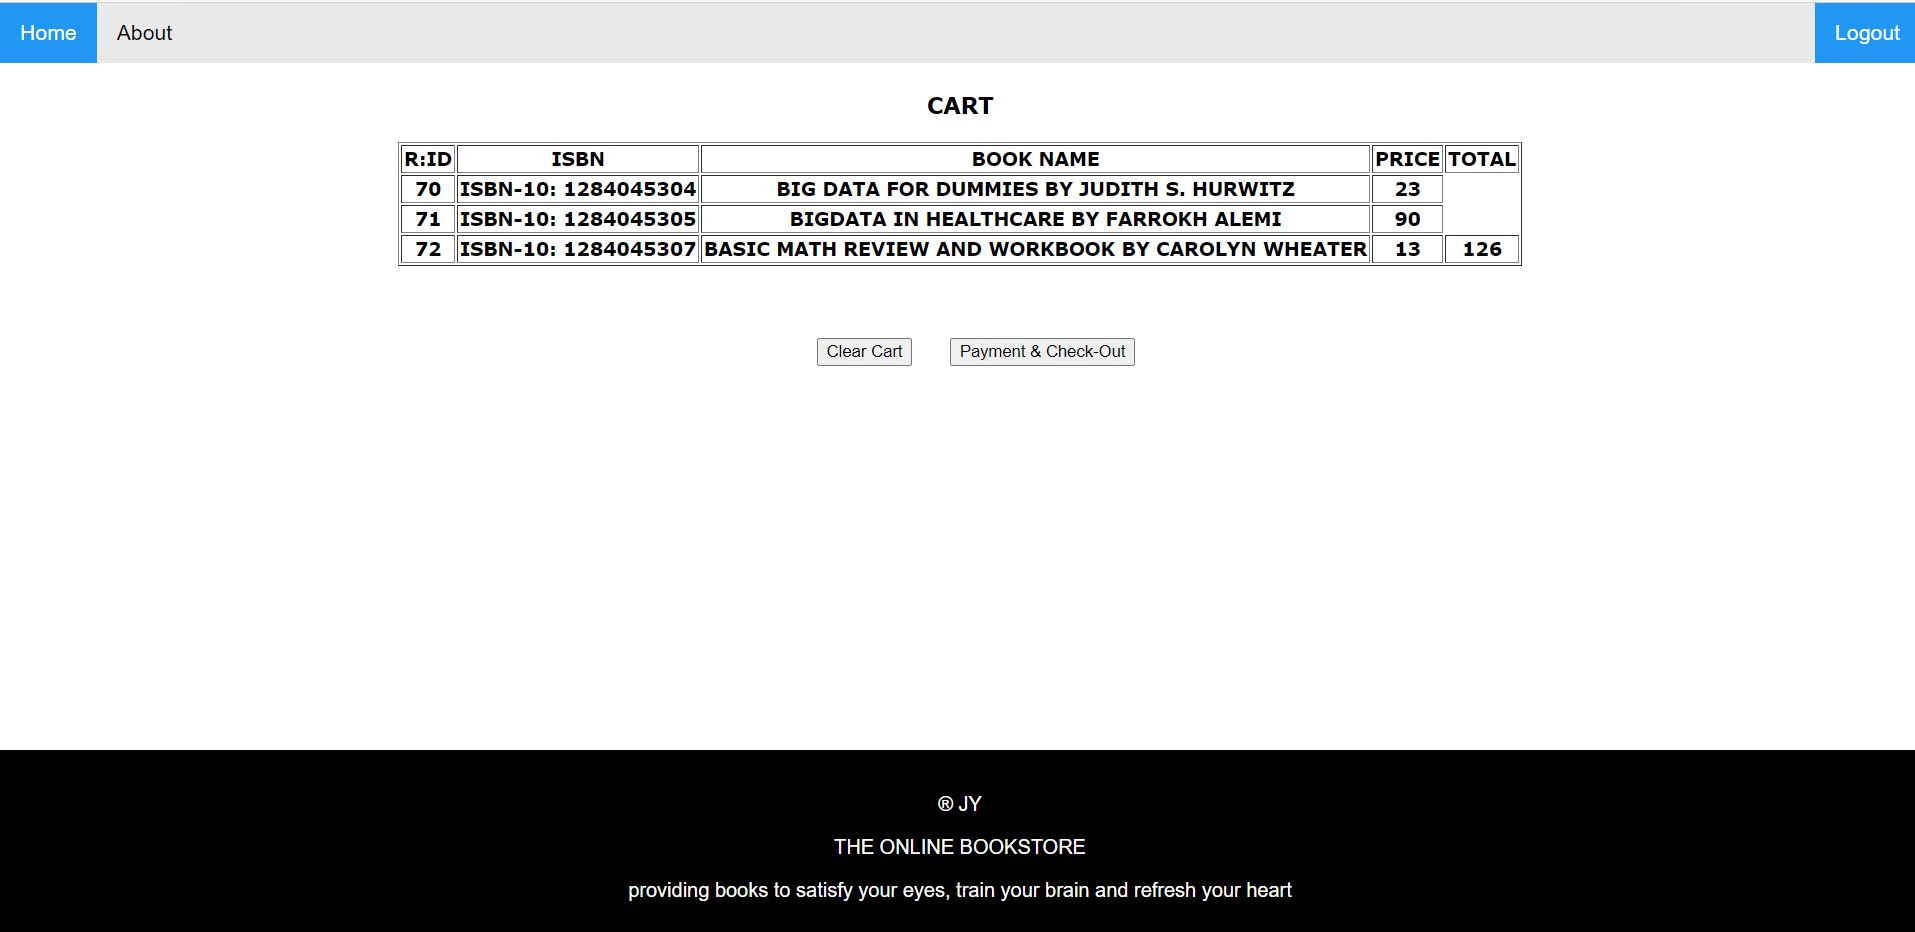 Home About Logout
CART
R:ID ISBN BOOK NAME PRICE TOTAL
70 ISBN-10: 1284045304 BIG DATA FOR DUMMIES BY JUDITH S. HURWITZ 23
71 ISBN-10: 1284045305 BIGDATA IN HEALTHCARE BY FARROKH ALEMI 90
72 ISBN-10: 1284045307 BASIC MATH REVIEW AND WORKBOOK BY CAROLYN WHEATER 13 126
Clear Cart Payment & Check-Out
® JY
THE ONLINE BOOKSTORE
providing books to satisfy your eyes, train your brain and refresh your heart